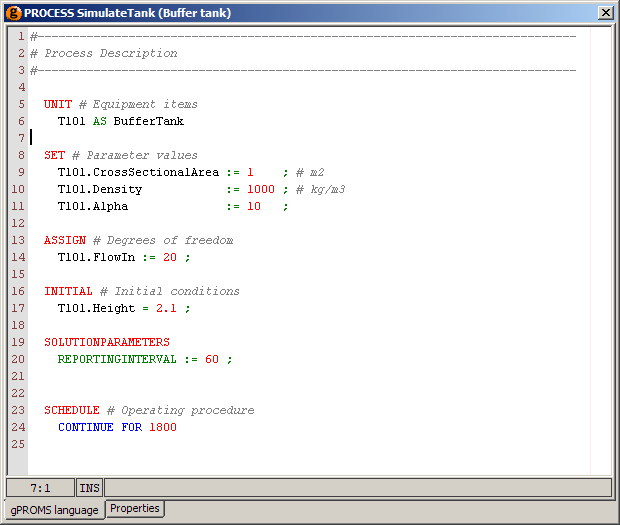 PROCESS SimulateTank (Buffer tank)
1 #-----------------------------------------------------------------------------
2 # Process Description
3 #-----------------------------------------------------------------------------
4
5 UNIT # Equipment items
6 T101 AS BufferTank
7
8 SET # Parameter values
9 T101.CrossSectionalArea := 1 ; # m2
10 T101.Density := 1000 ; # kg/m3
11 T101.Alpha := 10 ;
12
13 ASSIGN # Degrees of freedom
14 T101.FlowIn := 20 ;
15
16 INITIAL # Initial conditions
17 T101.Height = 2.1 ;
18
19 SOLUTIONPARAMETERS
20 REPORTINGINTERVAL := 60 ;
21
22
23 SCHEDULE # Operating procedure
24 CONTINUE FOR 1800
25
7:1 INS
gPROMS language Properties